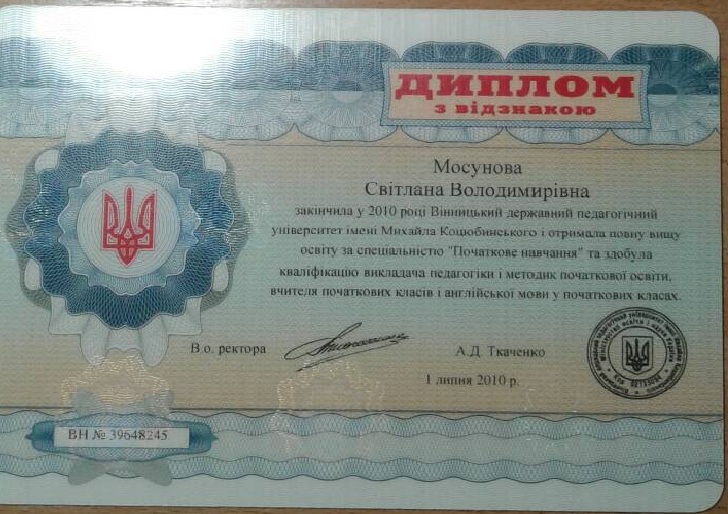 ДИПЛОМ
з відзнакою
Мосунова
Світлана Володимирівна
закінчила у 2010 році Вінницький державний педагогічний
університет імені Михайла Коцюбинського і отримала повну вищу
освіту за спеціальністю "Початкове навчання" та здобула
кваліфікацію викладача педагогіки і методик початкової освіти,
вчителя початкових класів і англійської мови у початкових класах.
В.о. ректора
А.Д. Ткаченко
1 липня 2010 р.
ВН № 39648245